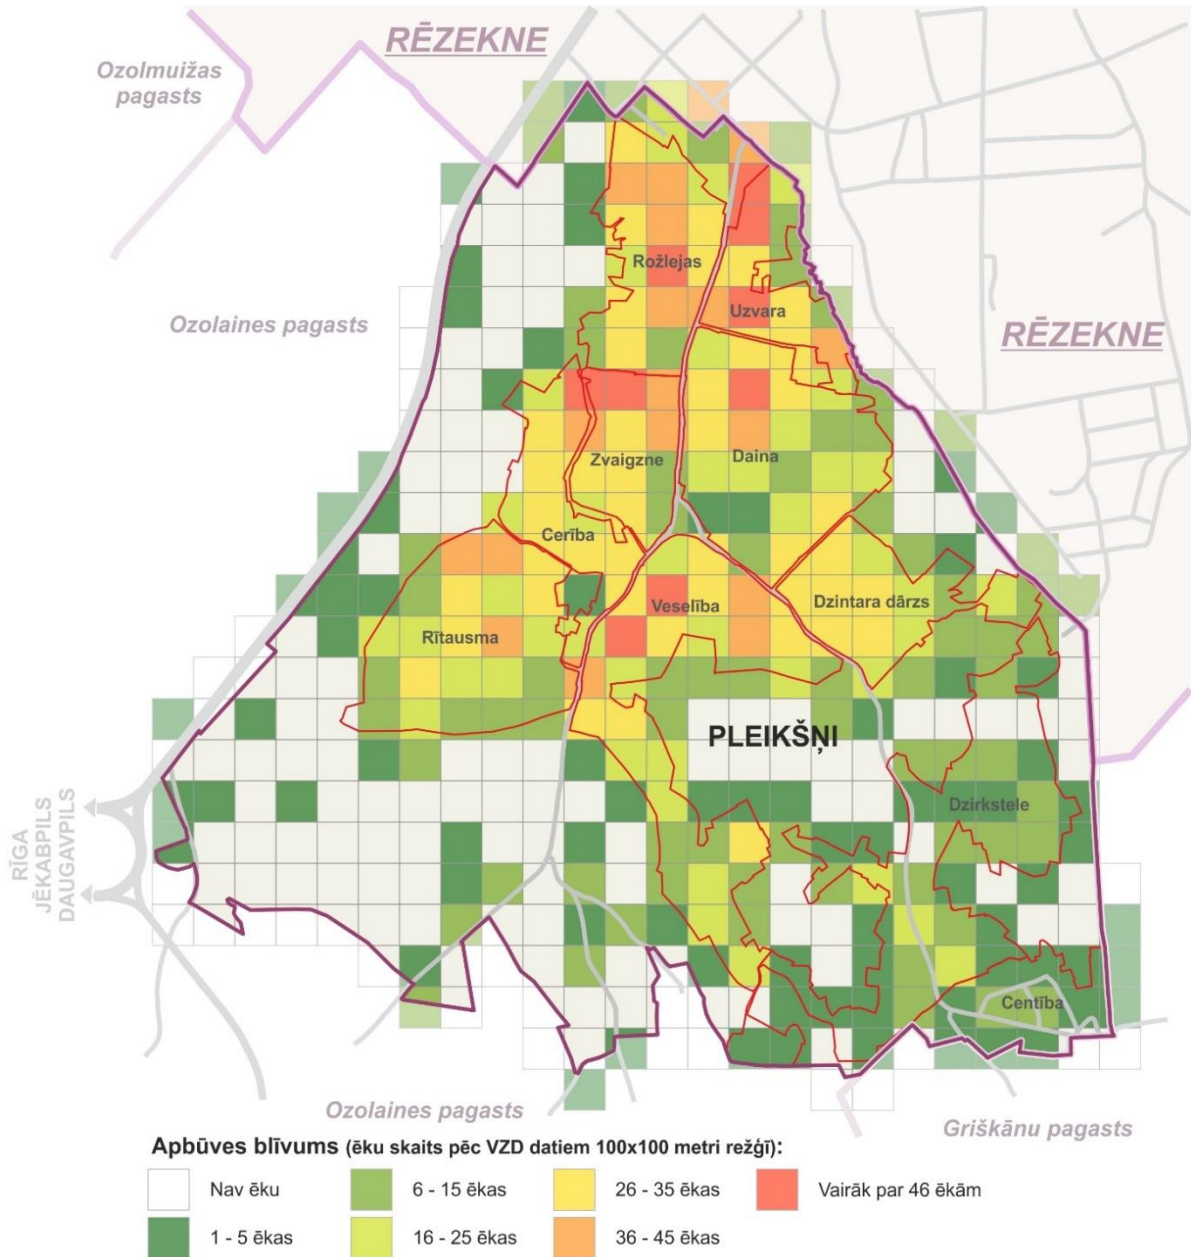 RĒZEKNE
Ozolmuižas
pagasts
Ozolaines pagasts
Rožlejas
Uzvara
RĒZEKNE
Zvaigzne
Daina
Cerība
Veselība
Dzintara dārzs
Rītausma
PLEIKŠŅI
Dzirkstele
RĪGA
JĒKABPILS
DAUGAVPILS
Centība
Ozolaines pagasts
Griškānu pagasts
Apbūves blīvums (ēku skaits pēc VZD datiem 100x100 metri režģī):
Nav ēku
6 - 15 ēkas
26 - 35 ēkas
Vairāk par 46 ēkām
1 - 5 ēkas
16 - 25 ēkas
36 - 45 ēkas